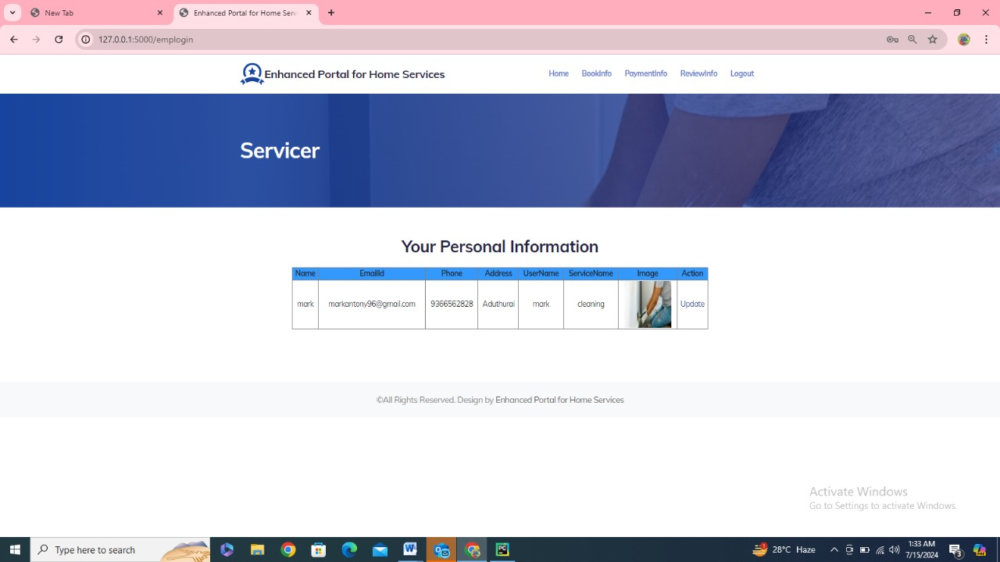 New Tab
Enhanced Portal for Home Serv
127.0.0.1:5000/emplogin
Enhanced Portal for Home Services
Home BookInfo PaymentInfo ReviewInfo Logout
Servicer
Your Personal Information
Name EmailId Phone Address UserName ServiceName Image Action
mark markantony96@gmail.com 9366562828 Aduthurai mark cleaning Update
©All Rights Reserved. Design by Enhanced Portal for Home Services
Activate Windows
Go to Settings to activate Windows.
Type here to search
28°C Haze
1:33 AM
7/15/2024